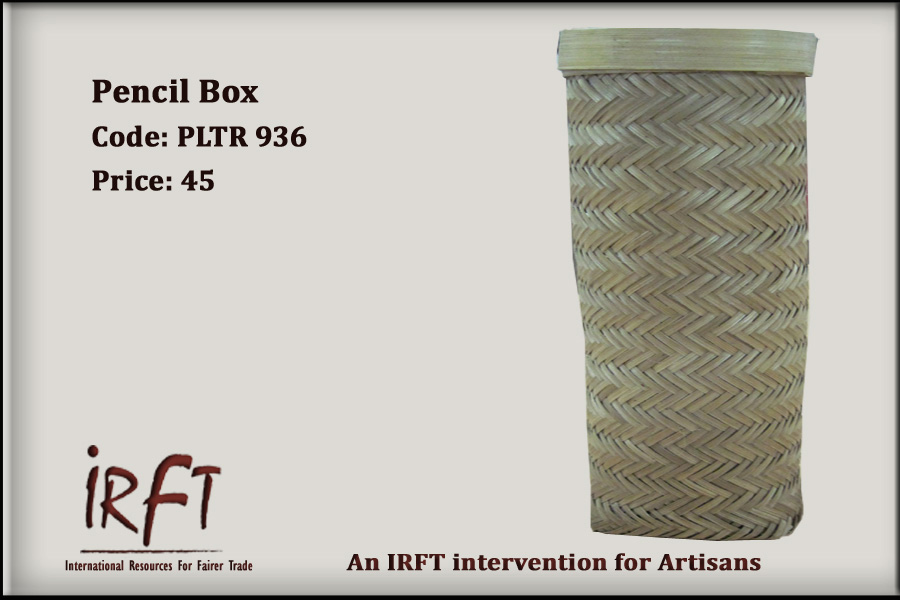 Pencil Box
Code: PLTR 936
Price: 45
iRFT
International Resources For Fairer Trade
An IRFT intervention for Artisans